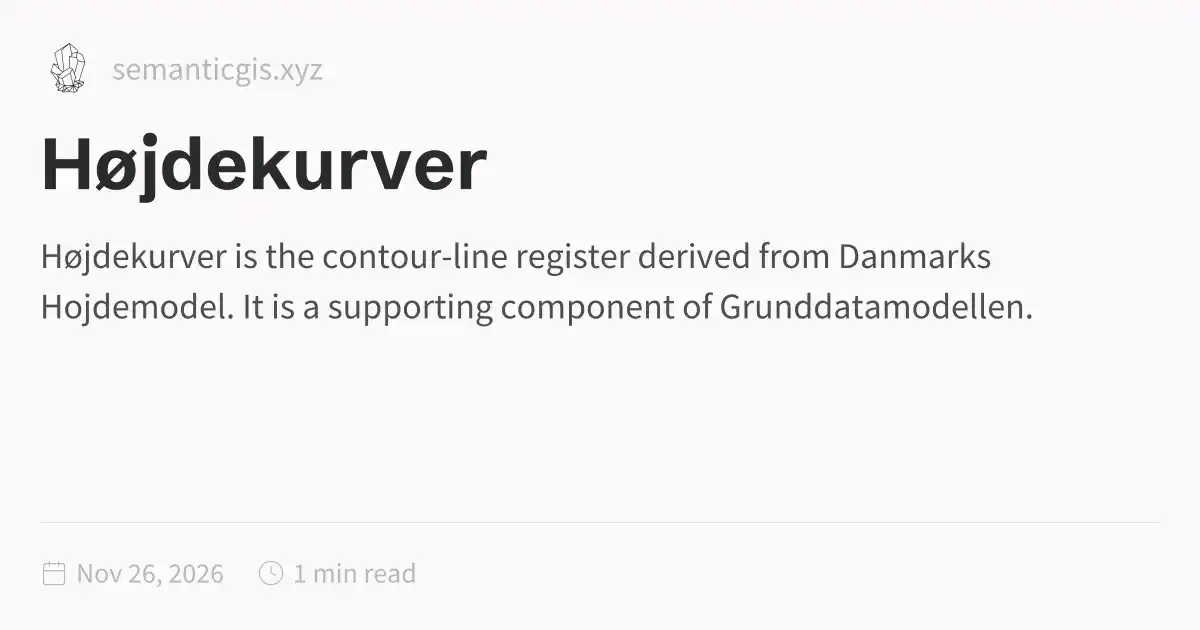 semanticgis.xyz
Højdekurver
Højdekurver is the contour-line register derived from Danmarks
Hojdemodel. It is a supporting component of Grunddatamodellen.
Nov 26, 2026 1 min read